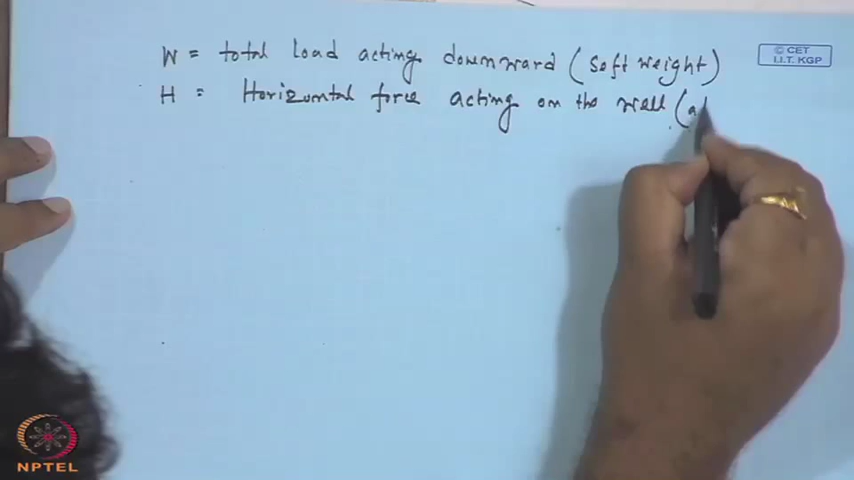 W = total load acting downward (Soft weight)
© CET
I.I.T. KGP
H = Horizontal force acting on the wall (a
NPTEL